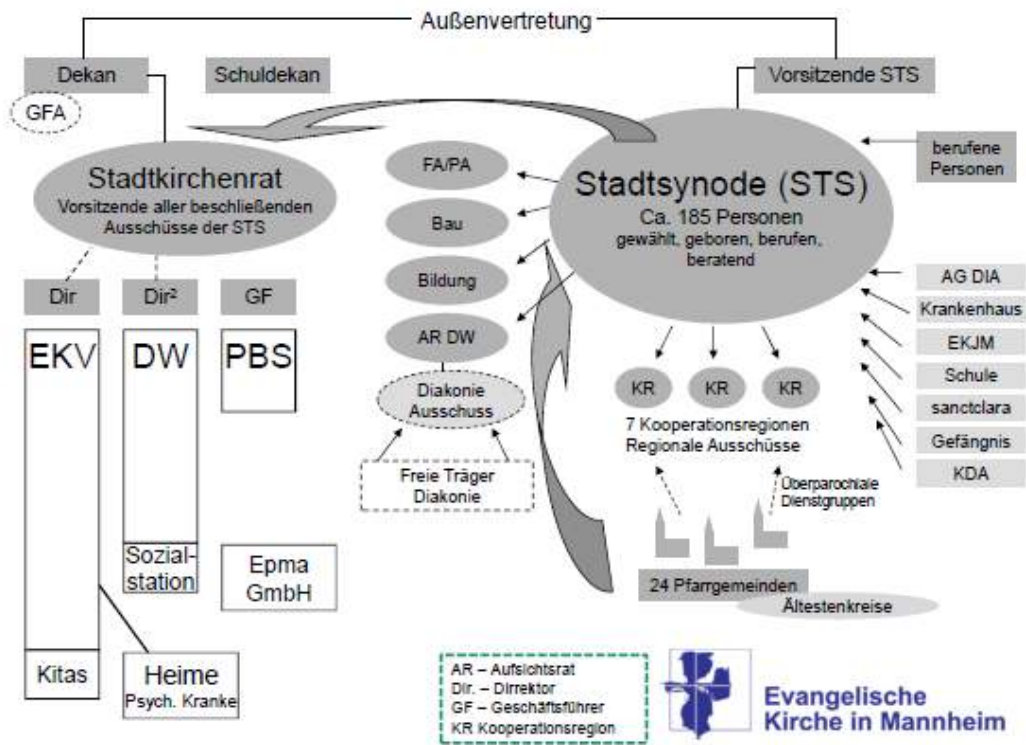 Außenvertretung
Dekan
Schuldekan
Vorsitzende STS
GFA
berufene
Personen
Stadtkirchenrat
Vorsitzende aller beschließenden
Ausschüsse der STS
FA/PA
Bau
Bildung
AR DW
Diakonie
Ausschuss
Freie Träger
Diakonie
Stadtsynode (STS)
Ca. 185 Personen
gewählt, geboren, berufen,
beratend
AG DIA
Krankenhaus
EKJM
Schule
sanctclara
Gefängnis
KDA
Dir
Dir²
GF
EKV
DW
PBS
KR
KR
KR
7 Kooperationsregionen
Regionale Ausschüsse
Überparochiale
Dienstgruppen
24 Pfarrgemeinden
Ältestenkreise
Sozial-
station
Epma
GmbH
Kitas
Heime
Psych. Kranke
AR – Aufsichtsrat
Dir. – Dirrektor
GF – Geschäftsführer
KR Kooperationsregion
Evangelische
Kirche in Mannheim